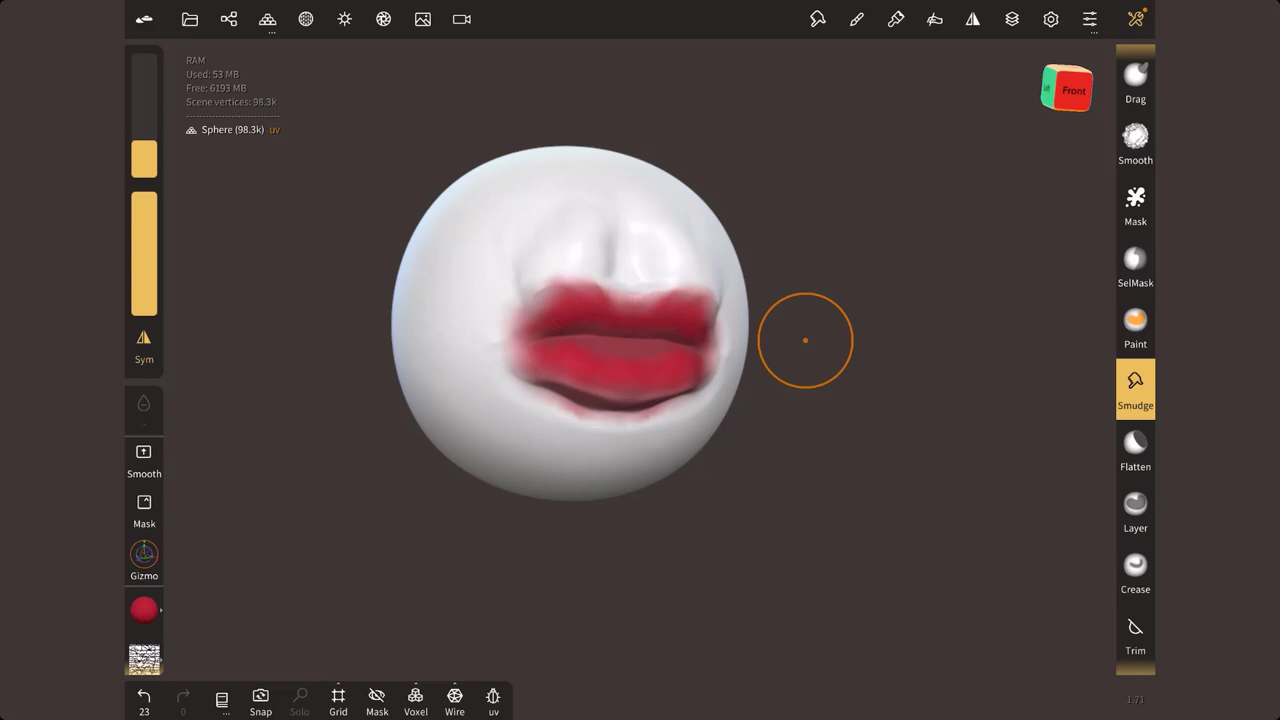 RAM
Used: 53 MB
Free: 6193 MB
Scene vertices: 98.3k
Sphere (98.3k) uv
Front
Sym
Smooth
Mask
Gizmo
23
0
...
Snap
Solo
Grid
Mask
Voxel
Wire
uv
Drag
Smooth
Mask
SelMask
Paint
Smudge
Flatten
Layer
Crease
Trim
1.71